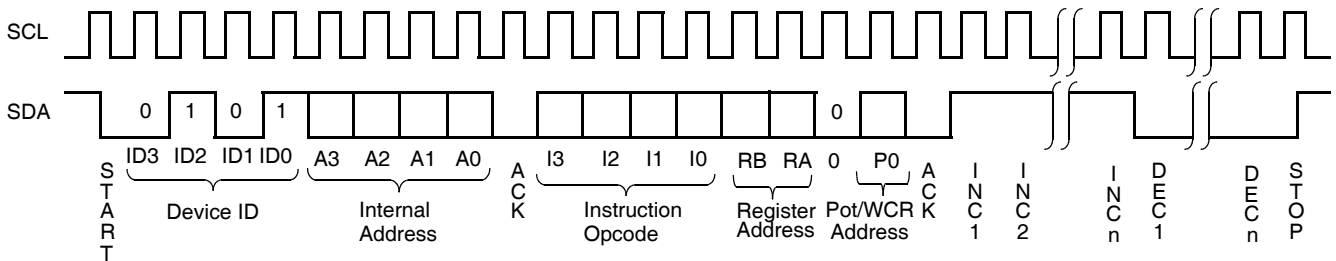 SCL
SDA
0 1 0 1 0
ID3 ID2 ID1 ID0 A3 A2 A1 A0 I3 I2 I1 I0 RB RA 0 P0
START
Device ID
Internal
Address
ACK
Instruction
Opcode
Register
Address
Pot/WCR
Address
ACK
INC1
INC2
INCn
DEC1
DECn
STOP